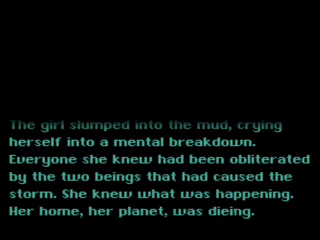 The girl slumped into the mud, crying
herself into a mental breakdown.
Everyone she knew had been obliterated
by the two beings that had caused the
storm. She knew what was happening.
Her home, her planet, was dieing.